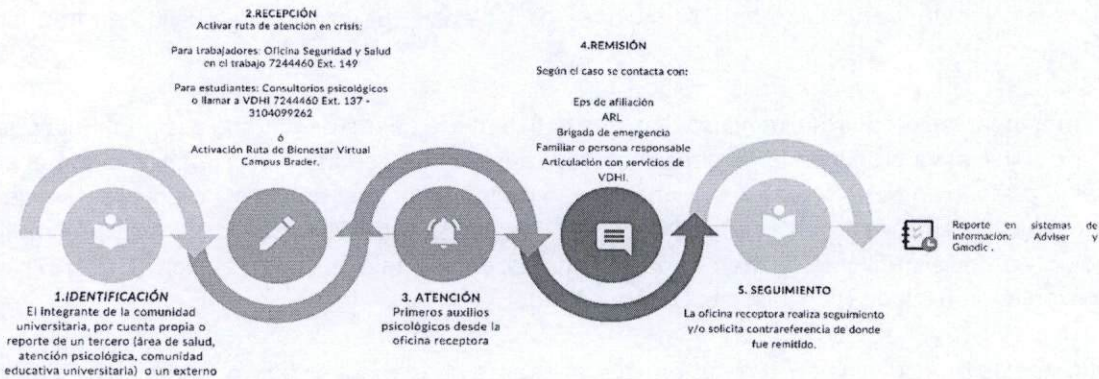 2.RECEPCIÓN
Activar ruta de atención en crisis:
Para trabajadores: Oficina Seguridad y Salud
en el trabajo 7244460 Ext. 149
Para estudiantes: Consultorios psicológicos
o llamar a VDHI 7244460 Ext. 137 -
3104099262
ó
Activación Ruta de Bienestar Virtual
Campus Brader.
4.REMISIÓN
Según el caso se contacta con:
Eps de afiliación
ARL
Brigada de emergencia
Familiar o persona responsable
Articulación con servicios de
VDHI.
1.IDENTIFICACIÓN
El integrante de la comunidad
universitaria, por cuenta propia o
reporte de un tercero (área de salud,
atención psicológica, comunidad
educativa universitaria) o un externo
3. ATENCIÓN
Primeros auxilios
psicológicos desde la
oficina receptora
5. SEGUIMIENTO
La oficina receptora realiza seguimiento
y/o solicita contrareferencia de donde
fue remitido.
Reporte en sistemas de
información: Adviser y
Gmodic .